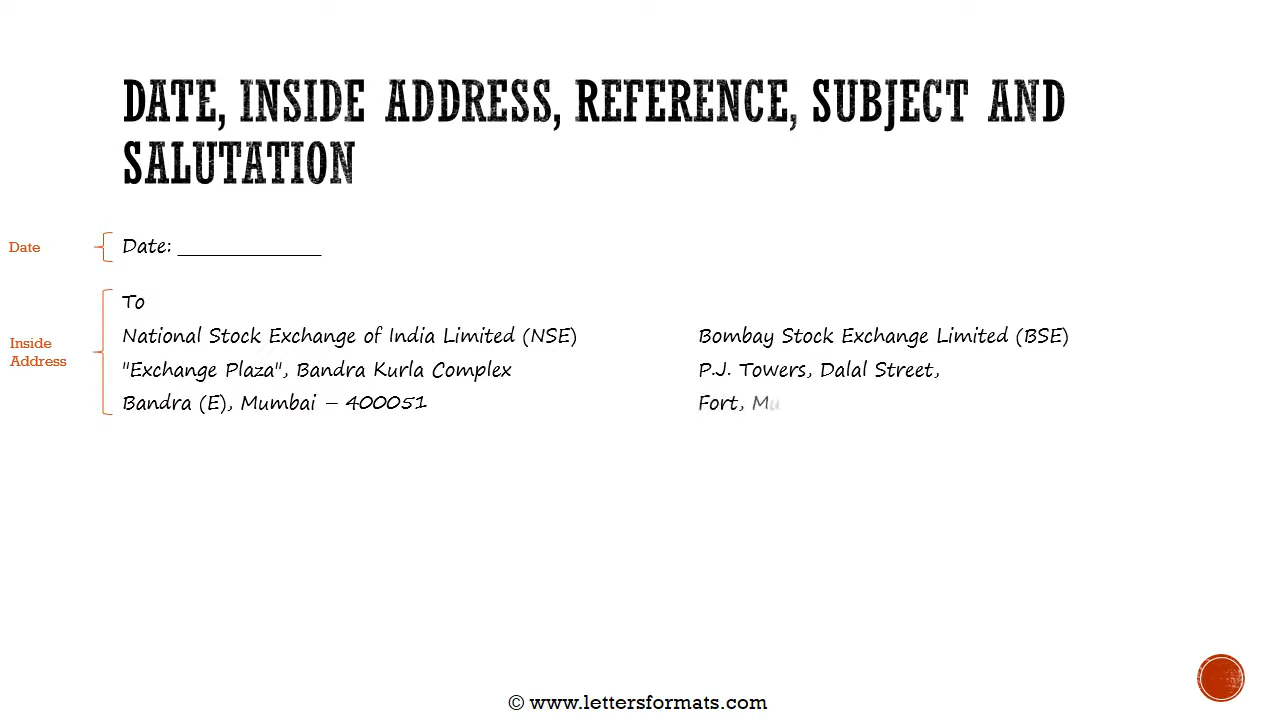 DATE, INSIDE ADDRESS, REFERENCE, SUBJECT AND
SALUTATION
Date
Date: ______________
Inside
Address
To
National Stock Exchange of India Limited (NSE)
"Exchange Plaza", Bandra Kurla Complex
Bandra (E), Mumbai – 400051
Bombay Stock Exchange Limited (BSE)
P.J. Towers, Dalal Street,
Fort, Mu
© www.lettersformats.com